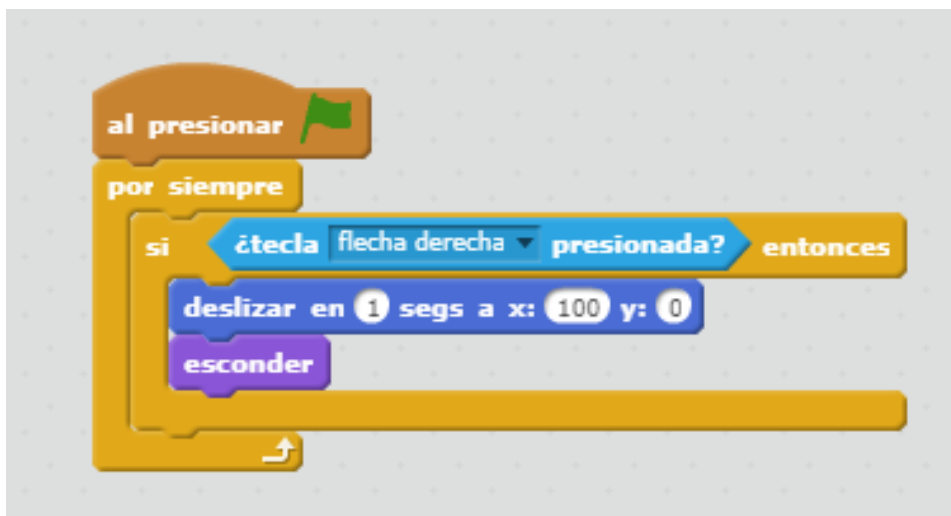 al presionar
por siempre
si ¿tecla flecha derecha presionada? entonces
deslizar en 1 segs a x: 100 y: 0
esconder